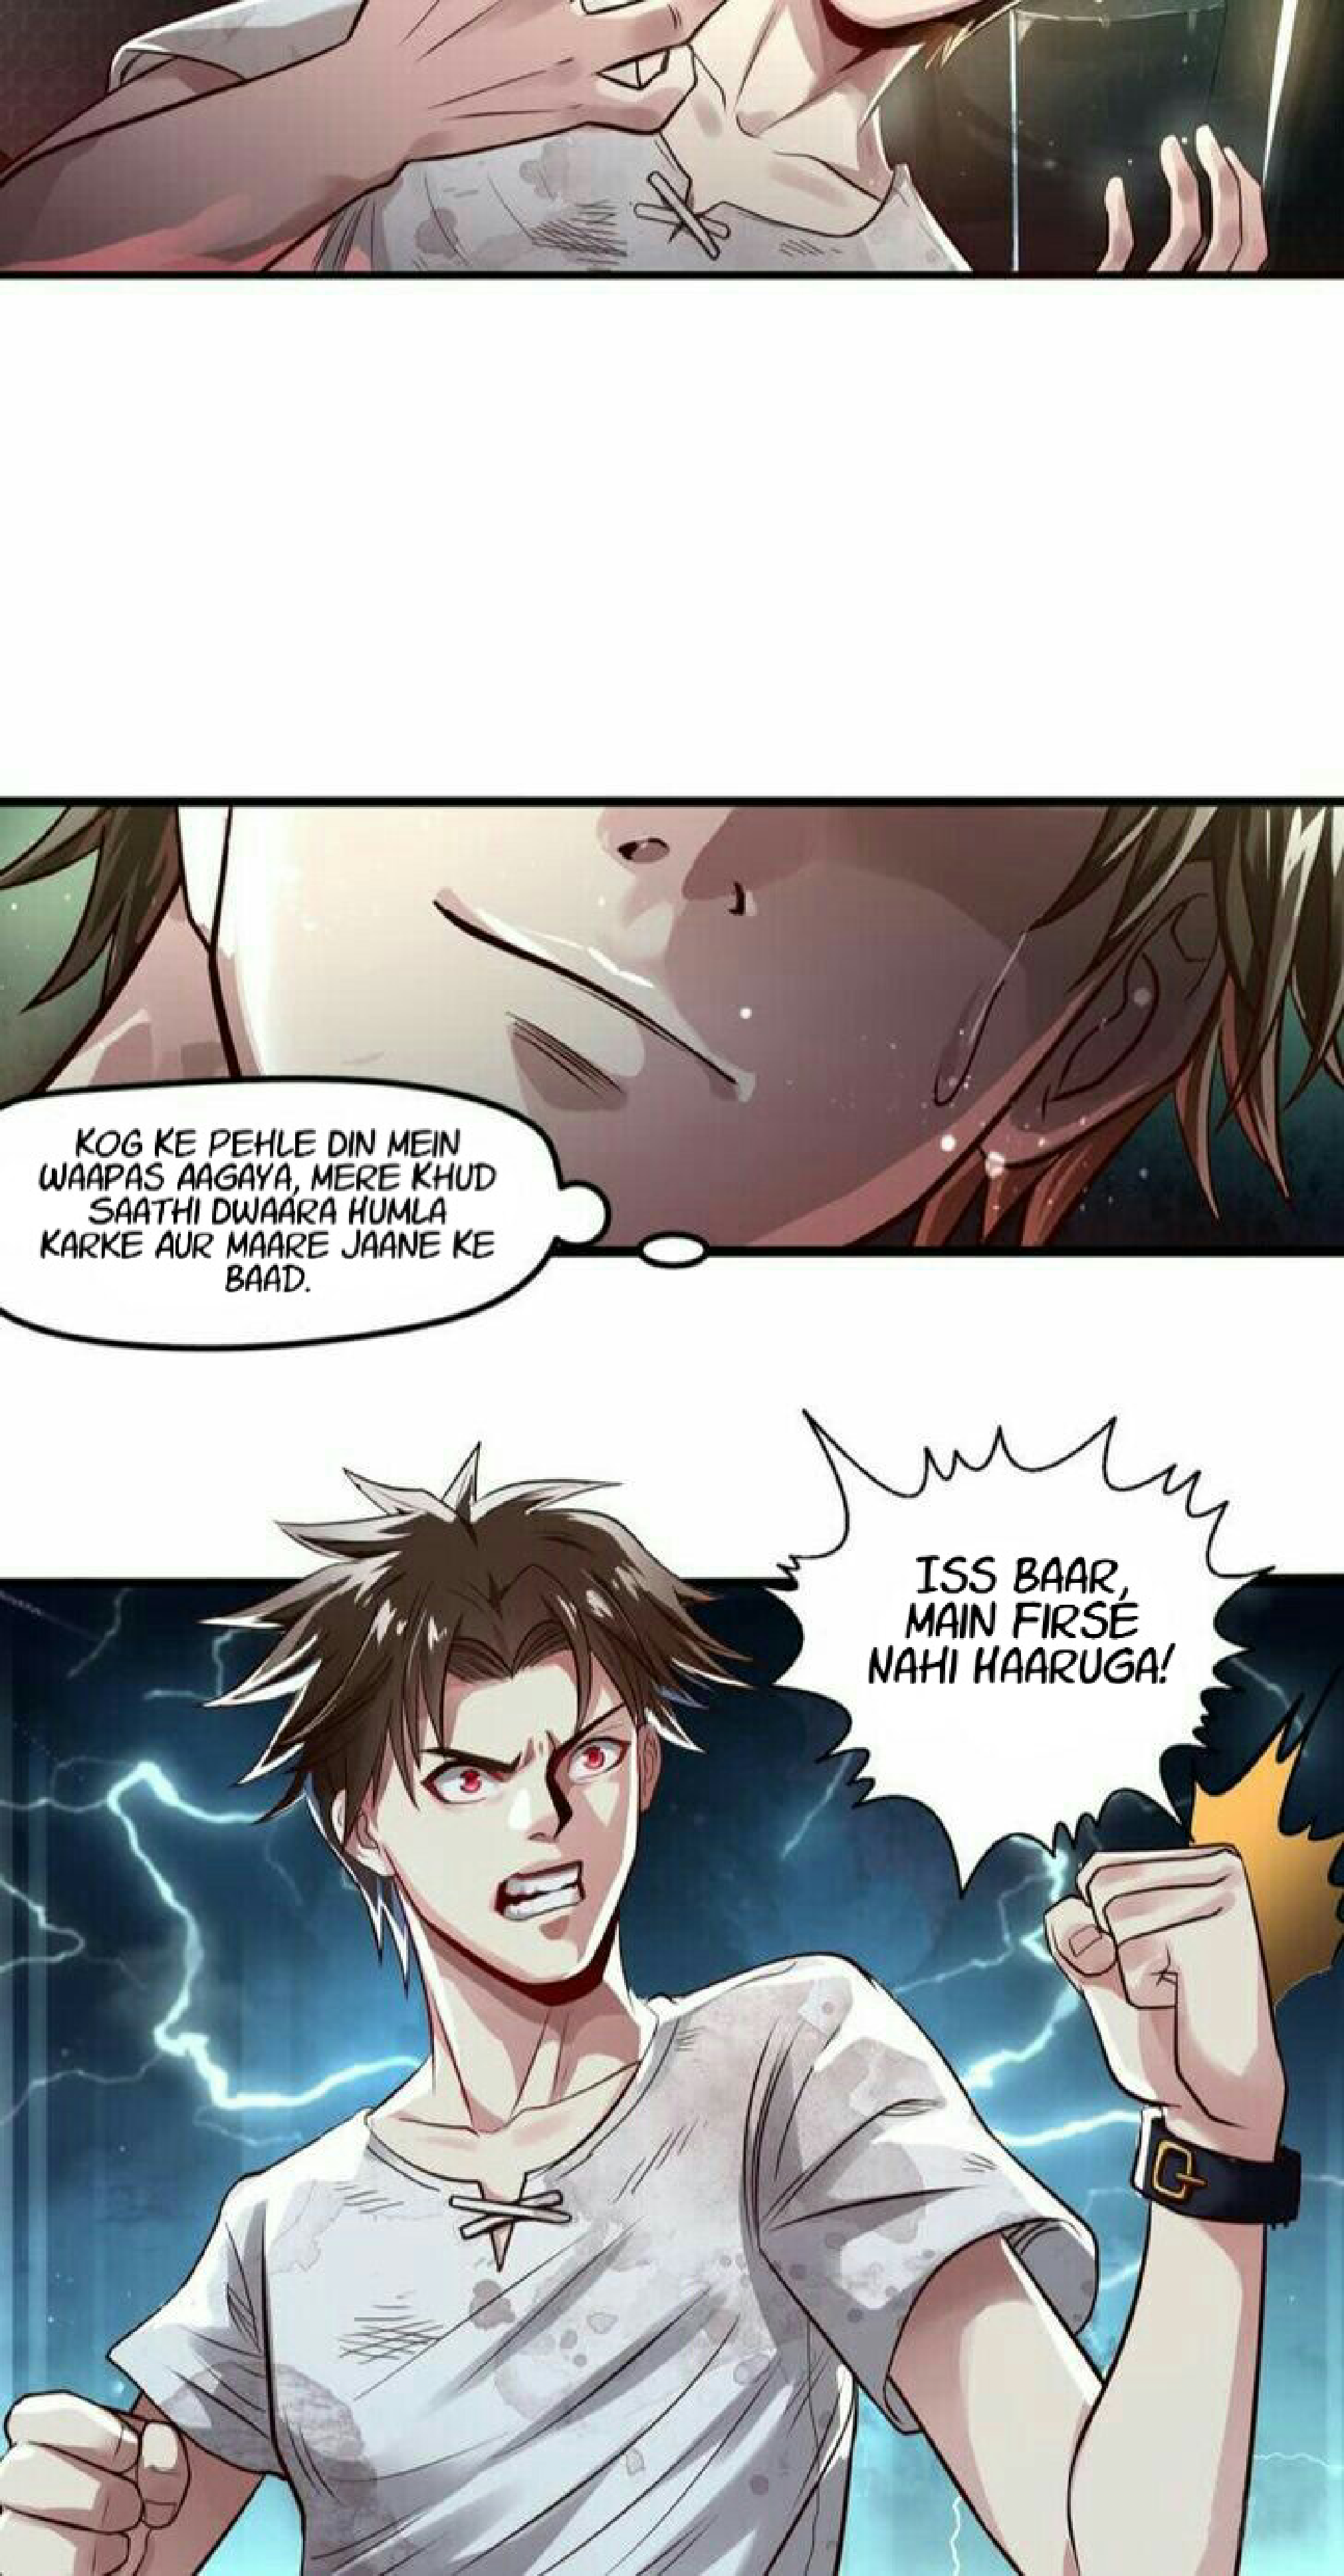 KOG KE PEHLE DIN MEIN
WAAPAS AAGAYA, MERE KHUD
SAATHI DWAARA HUMLA
KARKE AUR MAARE JAANE KE
BAAD.
ISS BAAR,
MAIN FIRSE
NAHI HAARUGA!